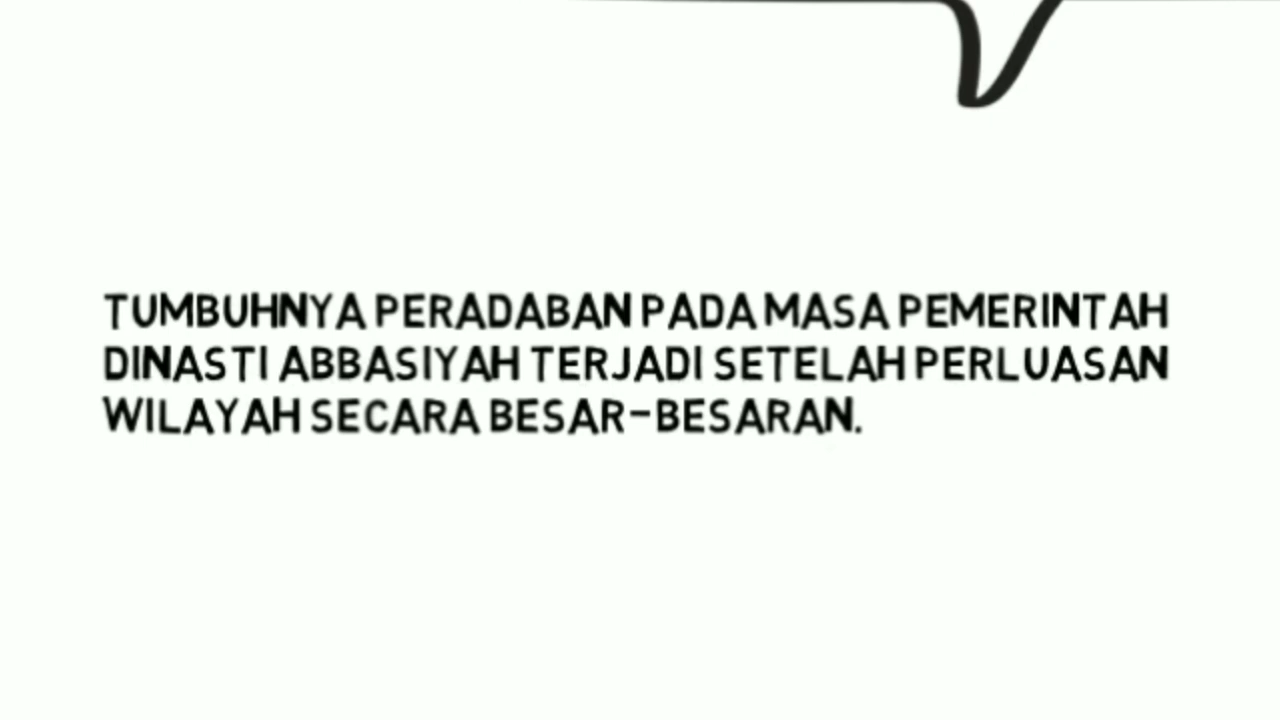 TUMBUHNYA PERADABAN PADA MASA PEMERINTAH
DINASTI ABBASIYAH TERJADI SETELAH PERLUASAN
WILAYAH SECARA BESAR-BESARAN.